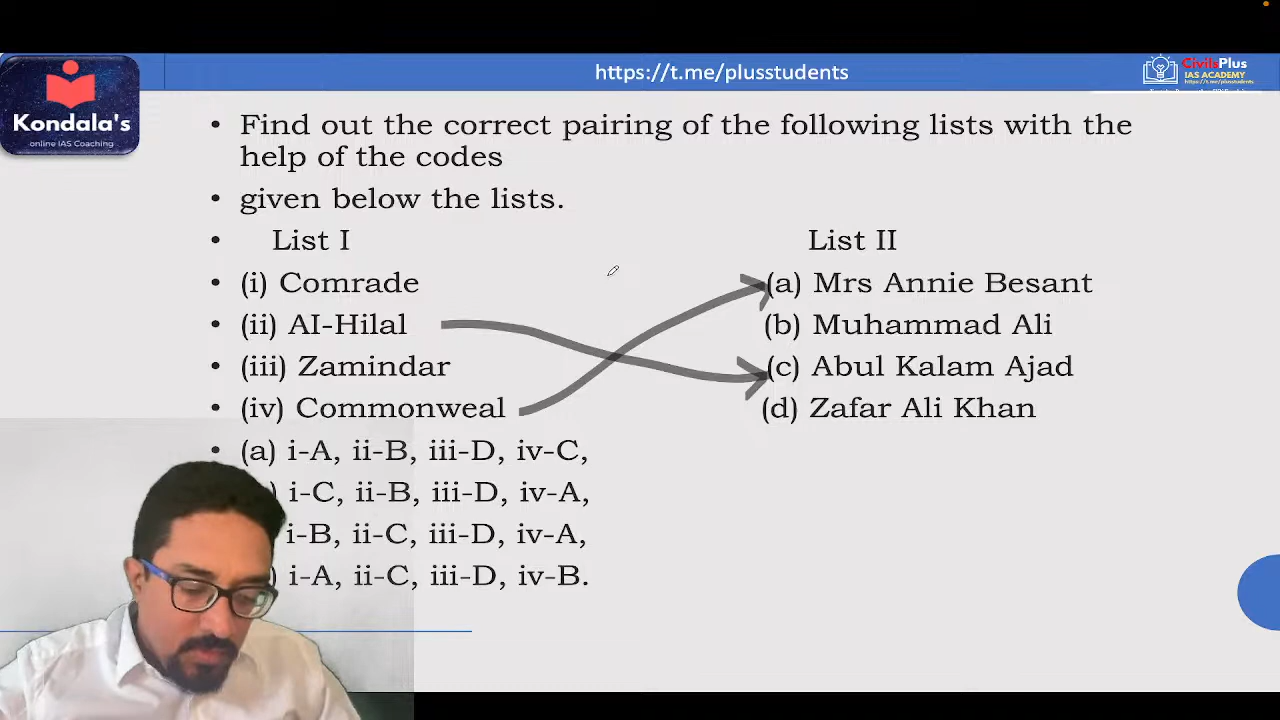 https://t.me/plusstudents
CivilsPlus
IAS ACADEMY
https://t.me/plusstudents
Kondala's
online IAS Coaching
• Find out the correct pairing of the following lists with the
help of the codes
• given below the lists.
• List I List II
• (i) Comrade (a) Mrs Annie Besant
• (ii) AI-Hilal (b) Muhammad Ali
• (iii) Zamindar (c) Abul Kalam Ajad
• (iv) Commonweal (d) Zafar Ali Khan
• (a) i-A, ii-B, iii-D, iv-C,
) i-C, ii-B, iii-D, iv-A,
i-B, ii-C, iii-D, iv-A,
) i-A, ii-C, iii-D, iv-B.